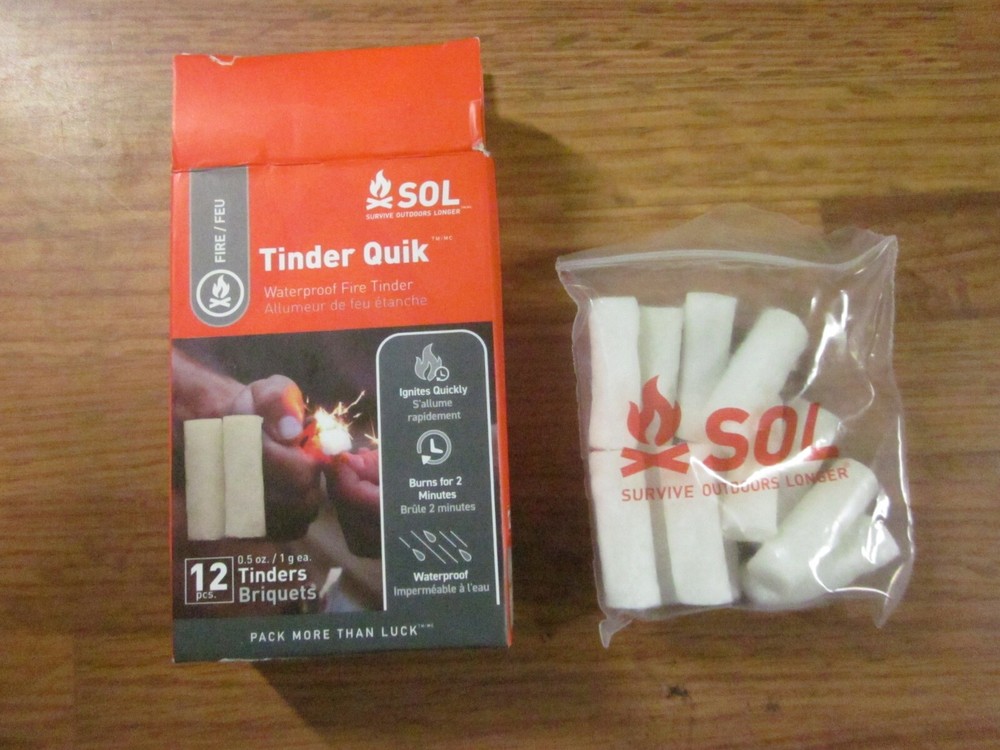 FIRE / FEU
SOL
SURVIVE OUTDOORS LONGER
Tinder Quik
TM/MC
Waterproof Fire Tinder
Allumeur de feu étanche
Ignites Quickly
S'allume
rapidement
Burns for 2
Minutes
Brûle 2 minutes
Waterproof
Imperméable à l'eau
12
pcs.
0.5 oz. / 1 g ea.
Tinders
Briquets
PACK MORE THAN LUCK
SOL
SURVIVE OUTDOORS LONGER